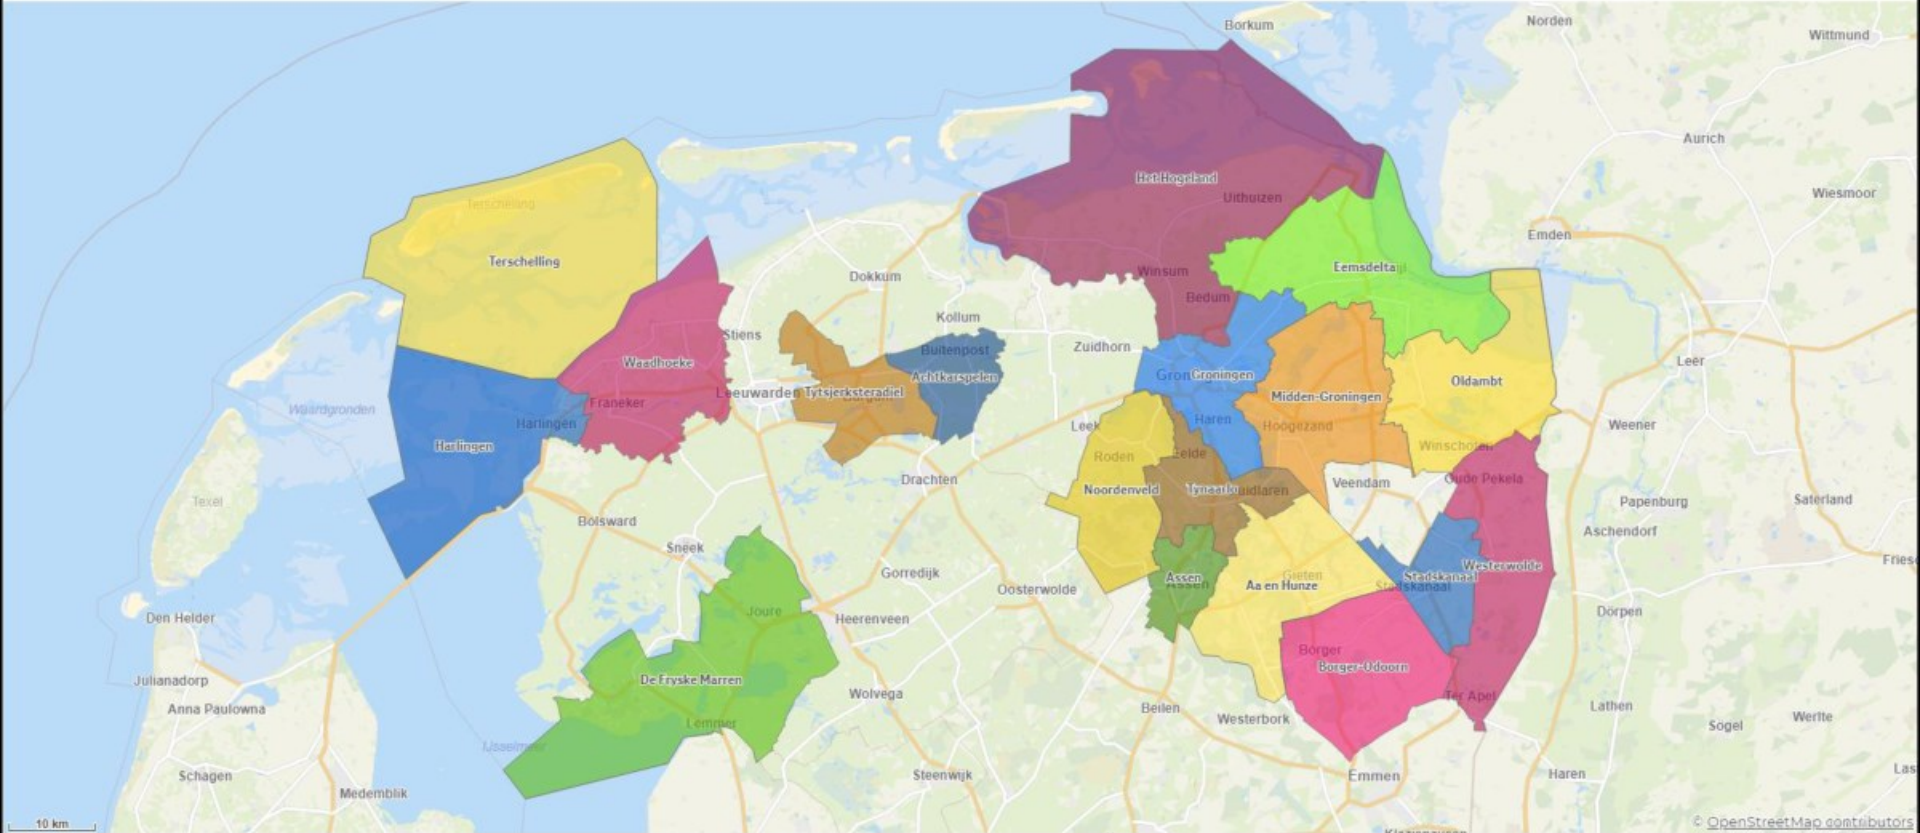 Borkum
Norden
Wittmund
Aurich
Het Hogeland
Uithuizen
Wiesmoor
Terschelling
Terschelling
Emden
Eemsdelta
Winsum
Dokkum
Bedum
Kollum
Stiens
Zuidhorn
Buitenpost
Waadhoeke
Leer
Achtkarspelen
Groningen
Oldambt
Leeuwarden
Tytsjerksteradiel
Midden-Groningen
Franeker
Waardgronden
Harlingen
Haren
Hoogezand
Leek
Weener
Harlingen
Winschoten
Roden
Texel
Drachten
Noordenveld
Tynaarlo
Veendam
Oude Pekela
Papenburg
Saterland
Bolsward
Aschendorf
Sneek
Gorredijk
Assen
Assen
Gieten
Aa en Hunze
Stadskanaal
Stadskanaal
Westerwolde
Oosterwolde
Joure
Den Helder
Heerenveen
Dörpen
Borger
Borger-Odoorn
Julianadorp
De Fryske Marren
Wolvega
Ter Apel
Anna Paulowna
Beilen
Westerbork
Lathen
Sögel
Werlte
Lemmer
IJsselmeer
Schagen
Steenwijk
Emmen
Haren
Medemblik
10 km
© OpenStreetMap contributors